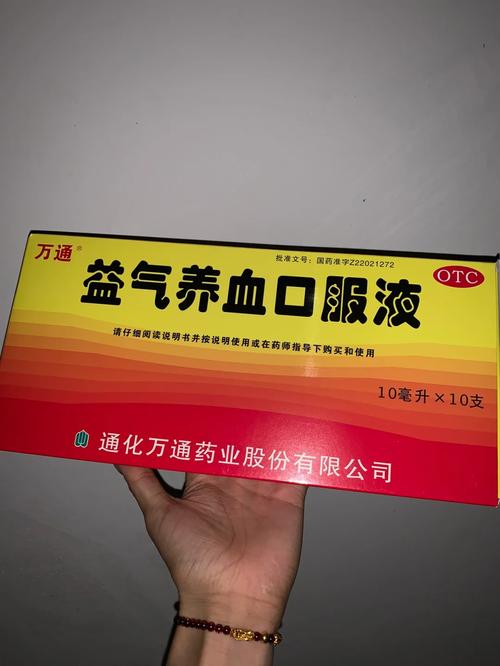 万通®
批准文号：国药准字Z22021272
OTC
益气养血口服液
请仔细阅读说明书并按说明使用或在药师指导下购买和使用
10毫升×10支
通化万通药业股份有限公司